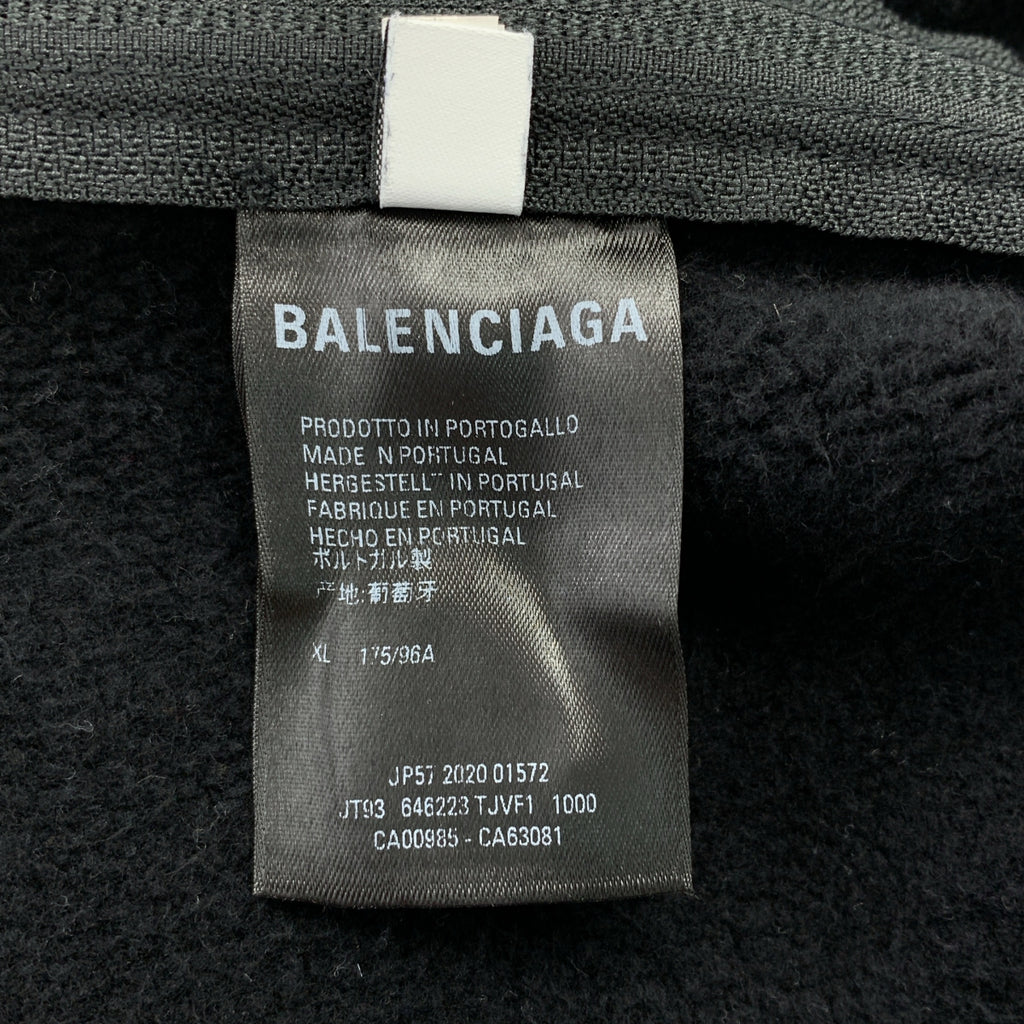 BALENCIAGA
PRODOTTO IN PORTOGALLO
MADE IN PORTUGAL
HERGESTELLT IN PORTUGAL
FABRIQUE EN PORTUGAL
HECHO EN PORTUGAL
ポルトガル製
产地:葡萄牙
XL 175/96A
JP57 2020 01572
JT93 646223 TJVF1 1000
CA00985 - CA63081